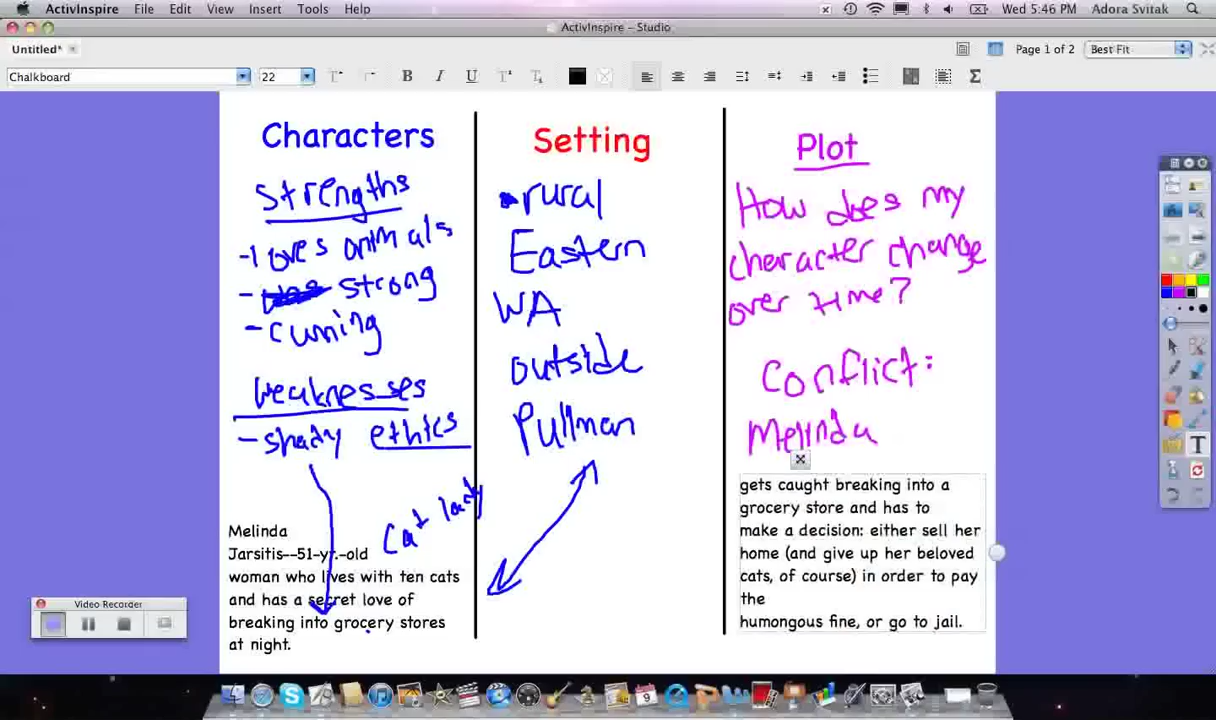 ActivInspire File Edit View Insert Tools Help Wed 5:46 PM Adora Svitak
ActivInspire – Studio
Untitled* Page 1 of 2 Best Fit
Chalkboard 22 B I U
Characters
Strengths
-loves animals
- strong
-cunning
Weaknesses
-shady ethics
Cat lady
Melinda
Jarsitis--51-yr.-old
woman who lives with ten cats
and has a secret love of
breaking into grocery stores
at night.
Setting
rural
Eastern
WA
outside
Pullman
Plot
How does my
character change
over time?
Conflict:
Melinda
gets caught breaking into a
grocery store and has to
make a decision: either sell her
home (and give up her beloved
cats, of course) in order to pay
the
humongous fine, or go to jail.
Video Recorder